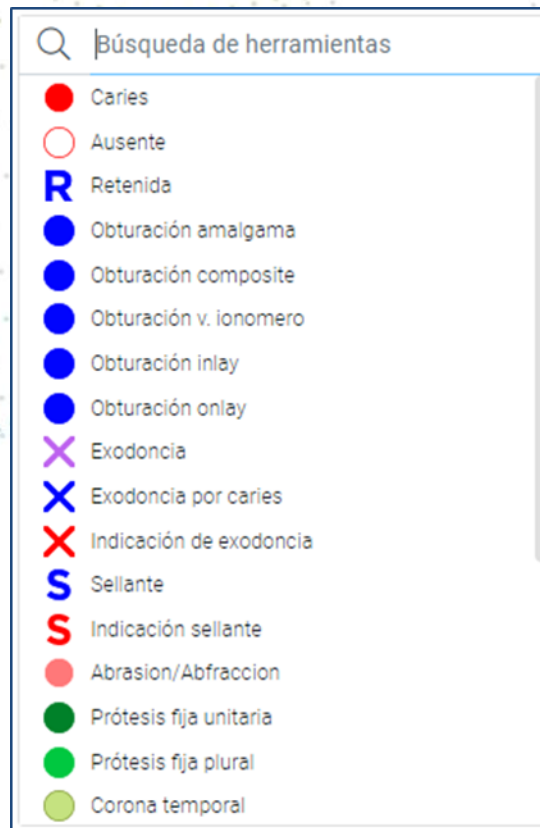 Búsqueda de herramientas
Caries
Ausente
R Retenida
Obturación amalgama
Obturación composite
Obturación v. ionomero
Obturación inlay
Obturación onlay
Exodoncia
Exodoncia por caries
Indicación de exodoncia
S Sellante
S Indicación sellante
Abrasion/Abfraccion
Prótesis fija unitaria
Prótesis fija plural
Corona temporal